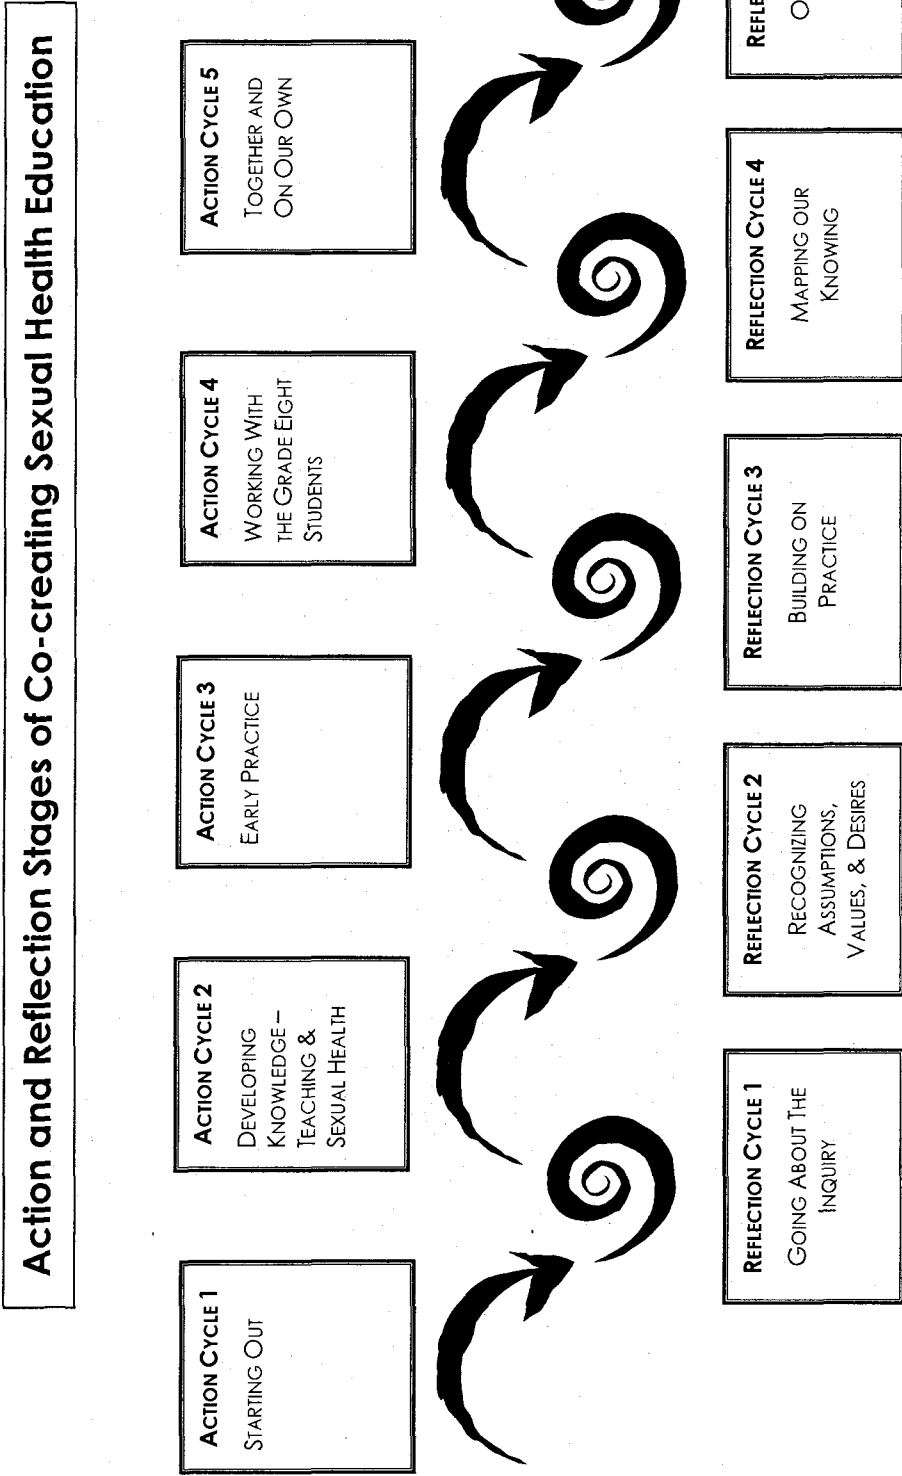 Action and Reflection Stages of Co-creating Sexual Health Education
ACTION CYCLE 1
STARTING OUT
ACTION CYCLE 2
DEVELOPING
KNOWLEDGE –
TEACHING &
SEXUAL HEALTH
ACTION CYCLE 3
EARLY PRACTICE
ACTION CYCLE 4
WORKING WITH
THE GRADE EIGHT
STUDENTS
ACTION CYCLE 5
TOGETHER AND
ON OUR OWN
REFLECTION CYCLE 1
GOING ABOUT THE
INQUIRY
REFLECTION CYCLE 2
RECOGNIZING
ASSUMPTIONS,
VALUES, & DESIRES
REFLECTION CYCLE 3
BUILDING ON
PRACTICE
REFLECTION CYCLE 4
MAPPING OUR
KNOWING